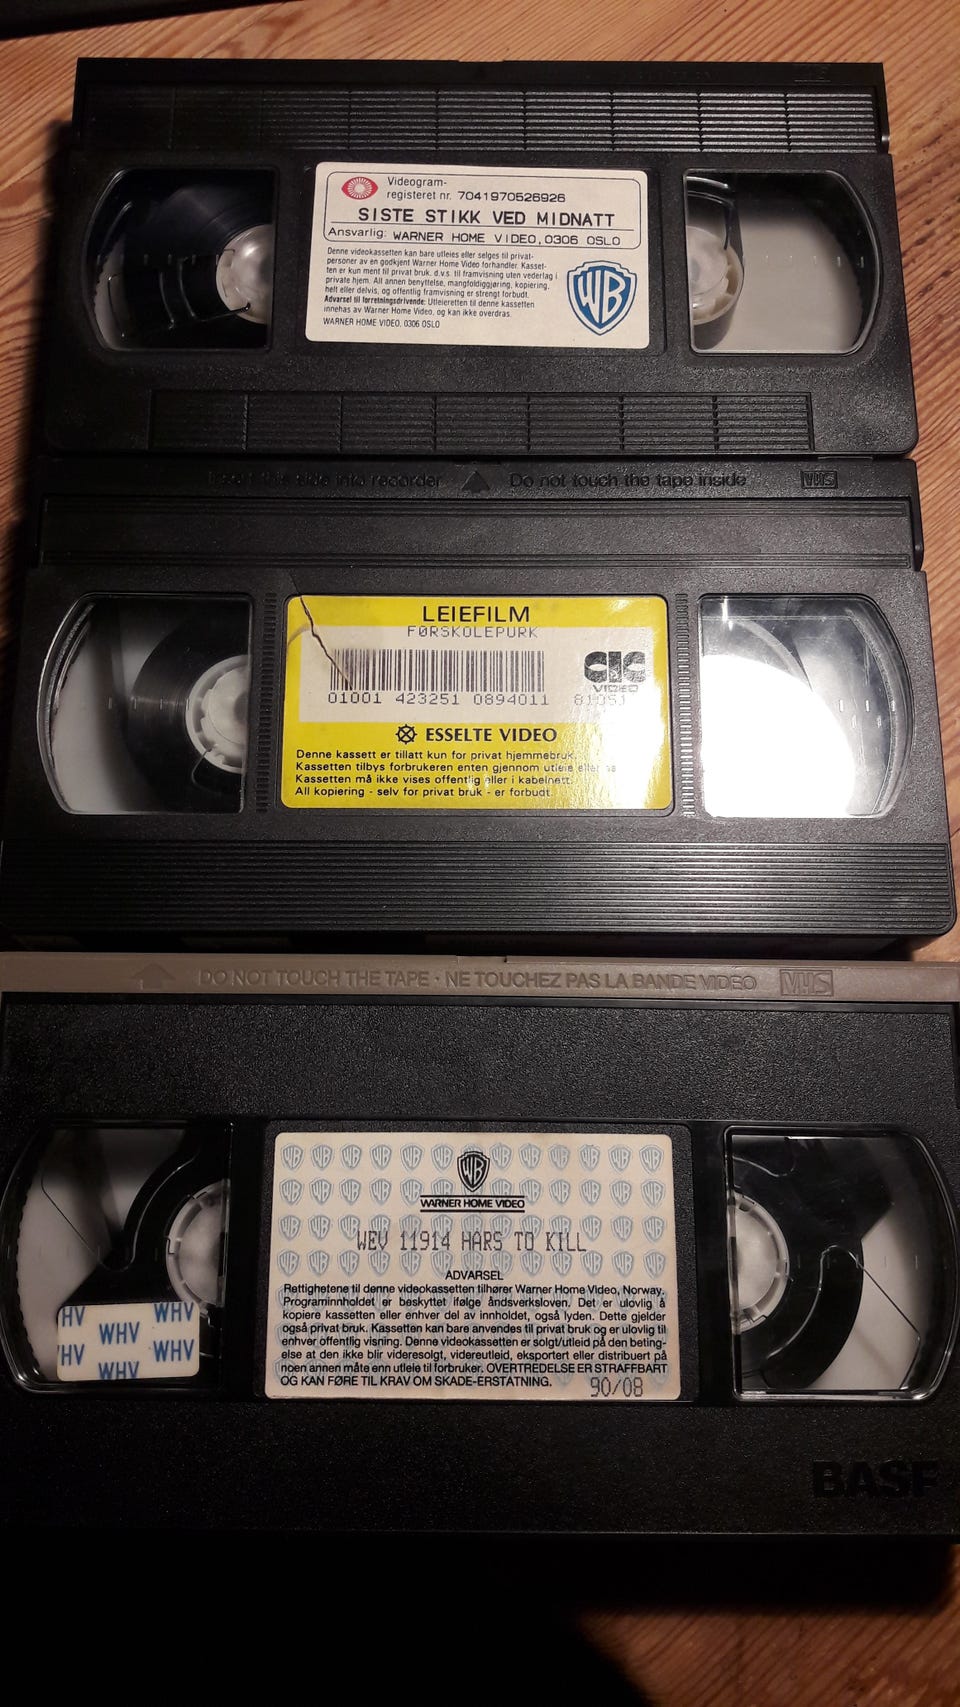 Videogram-
registeret nr. 7041970526926
SISTE STIKK VED MIDNATT
Ansvarlig: WARNER HOME VIDEO,0306 OSLO
Denne videokassetten kan bare utleies eller selges til privat-
personer av en godkjent Warner Home Video forhandler. Kasset-
ten er kun ment til privat bruk. d.v.s. til framvisning uten vederlag i
private hjem. All annen benyttelse, mangfoldiggjøring, kopiering,
helt eller delvis, og offentlig framvisning er strengt forbudt.
Advarsel til forretningsdrivende: Utleieretten til denne kassetten
innehas av Warner Home Video, og kan ikke overdras.
WARNER HOME VIDEO. 0306 OSLO
WB
Insert this side into recorder Do not touch the tape inside VHS
LEIEFILM
FØRSKOLEPURK
CIC
VIDEO
01001 423251 0894011 81051
ESSELTE VIDEO
Denne kassett er tillatt kun for privat hjemmebruk.
Kassetten tilbys forbrukeren enten gjennom utleie eller
Kassetten må ikke vises offentlig eller i kabelnett.
All kopiering - selv for privat bruk - er forbudt.
DO NOT TOUCH THE TAPE · NE TOUCHEZ PAS LA BANDE VIDEO VHS
WB
WARNER HOME VIDEO
WEV 11914 HARS TO KILL
ADVARSEL
Rettighetene til denne videokassetten tilhører Warner Home Video, Norway.
Programinnholdet er beskyttet ifølge åndsverksloven. Det er ulovlig å
kopiere kassetten eller enhver del av innholdet, også lyden. Dette gjelder
også privat bruk. Kassetten kan bare anvendes til privat bruk og er ulovlig til
enhver offentlig visning. Denne videokassetten er solgt/utleid på den beting-
else at den ikke blir videresolgt, videreutleid, eksportert eller distribuert på
noen annen måte enn utleie til forbruker. OVERTREDELSE ER STRAFFBART
OG KAN FØRE TIL KRAV OM SKADE-ERSTATNING.
90/08
HV WHV
WHV
HV WHV
WHV
BASF